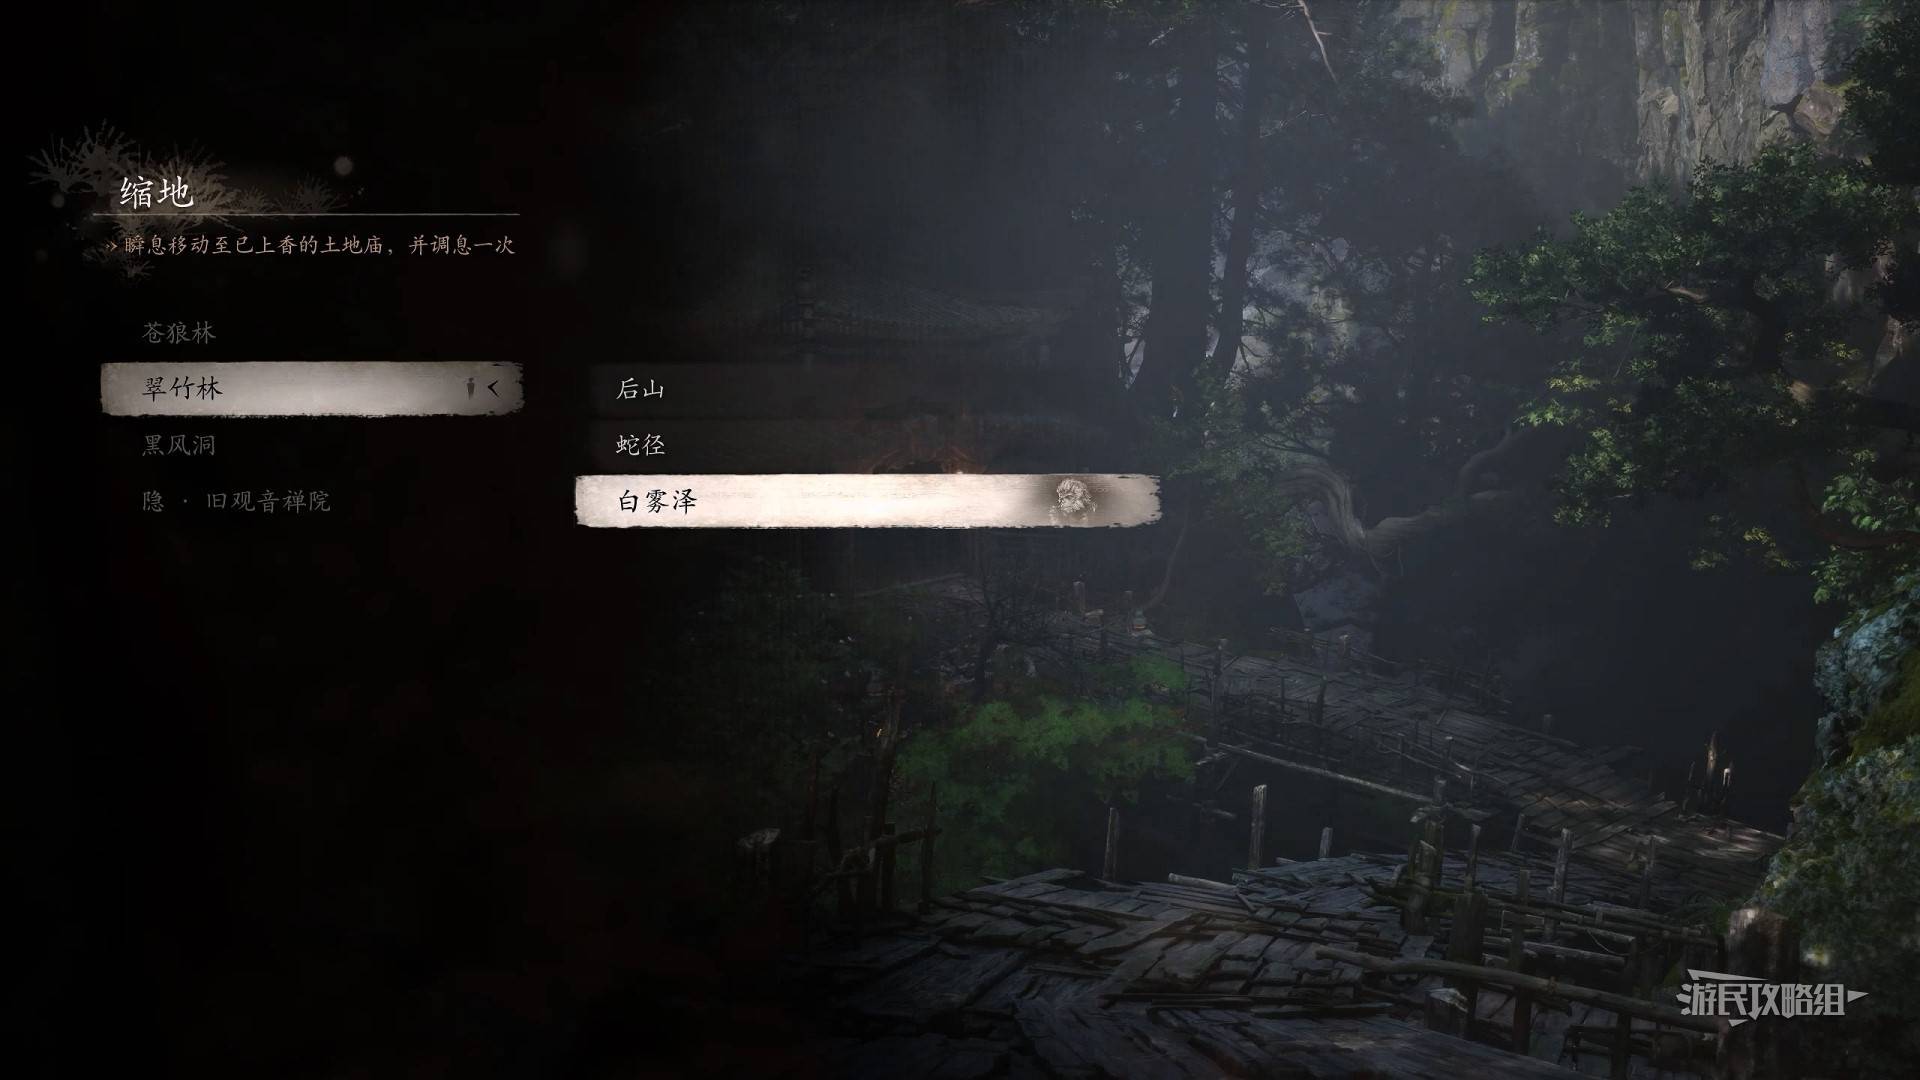 缩地
瞬息移动至已上香的土地庙，并调息一次
苍狼林
翠竹林
黑风洞
隐 · 旧观音禅院
后山
蛇径
白雾泽
游民攻略组